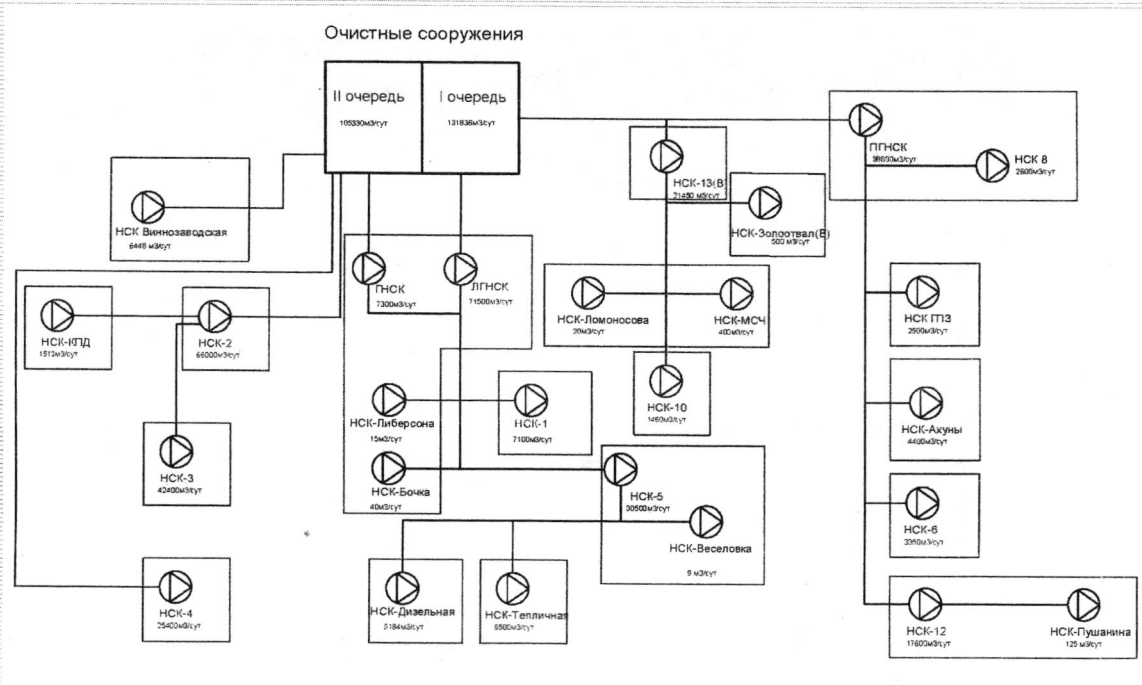 Очистные сооружения
II очередь
105330м3/сут
I очередь
131836м3/сут
ПГНСК
38600м3/сут
НСК 8
2600м3/сут
НСК-13(В)
21450 м3/сут
НСК-Золоотвал(В)
500 м3/сут
НСК Виннозаводская
6448 м3/сут
ГНСК
7300м3/сут
ЛГНСК
71500м3/сут
НСК-Ломоносова
20м3/сут
НСК-МСЧ
400м3/сут
НСК ГПЗ
2500м3/сут
НСК-КПД
1512м3/сут
НСК-2
66000м3/сут
НСК-10
1460м3/сут
НСК-Либерсона
15м3/сут
НСК-1
7100м3/сут
НСК-Ахуны
4400м3/сут
НСК-3
42400м3/сут
НСК-Бочка
40м3/сут
НСК-5
30500м3/сут
НСК-6
3350м3/сут
НСК-Веселовка
9 м3/сут
НСК-4
25400м3/сут
НСК-Дизельная
5184м3/сут
НСК-Тепличная
6500м3/сут
НСК-12
17600м3/сут
НСК-Пушанина
125 м3/сут